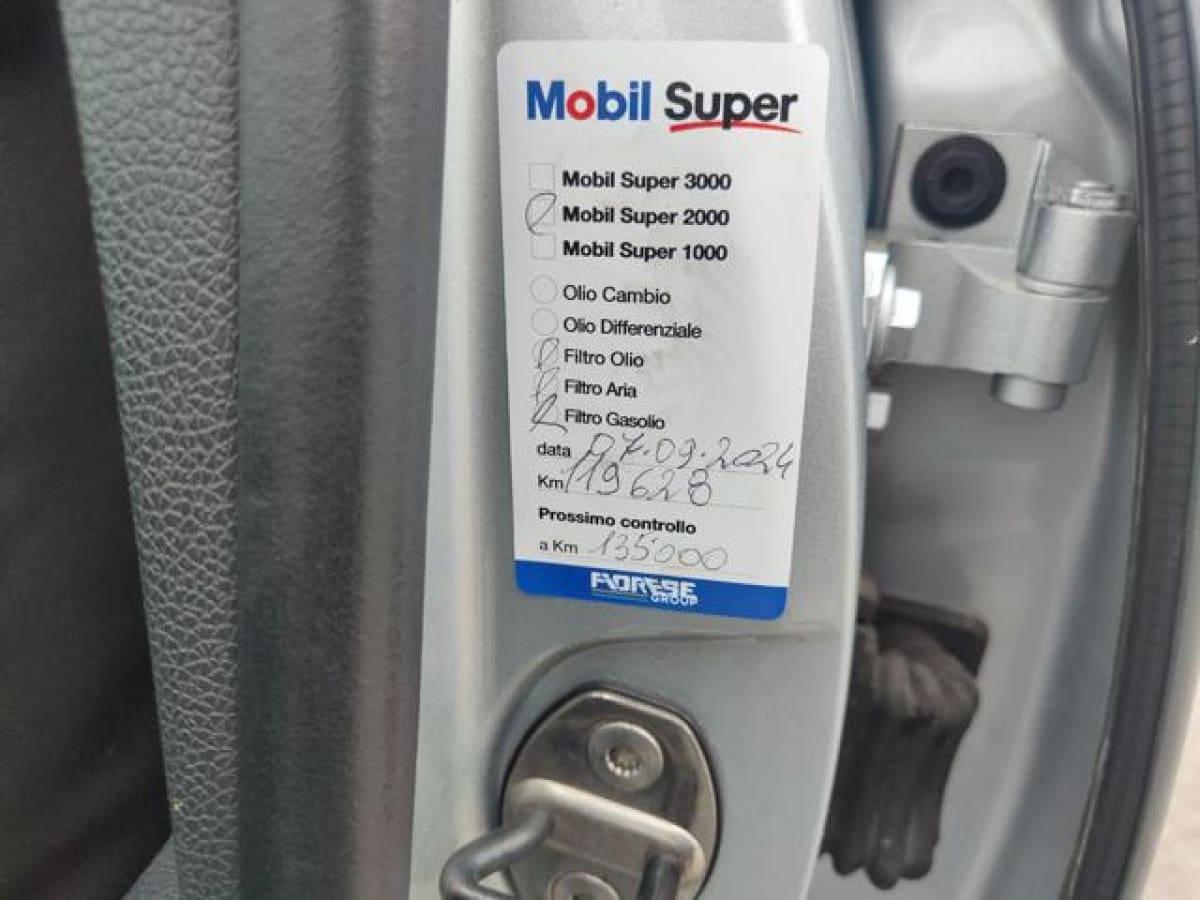 Mobil Super
Mobil Super 3000
Mobil Super 2000
Mobil Super 1000
Olio Cambio
Olio Differenziale
Filtro Olio
Filtro Aria
Filtro Gasolio
data 07.09.2024
Km 119628
Prossimo controllo
a Km 135000
FIORESE
GROUP